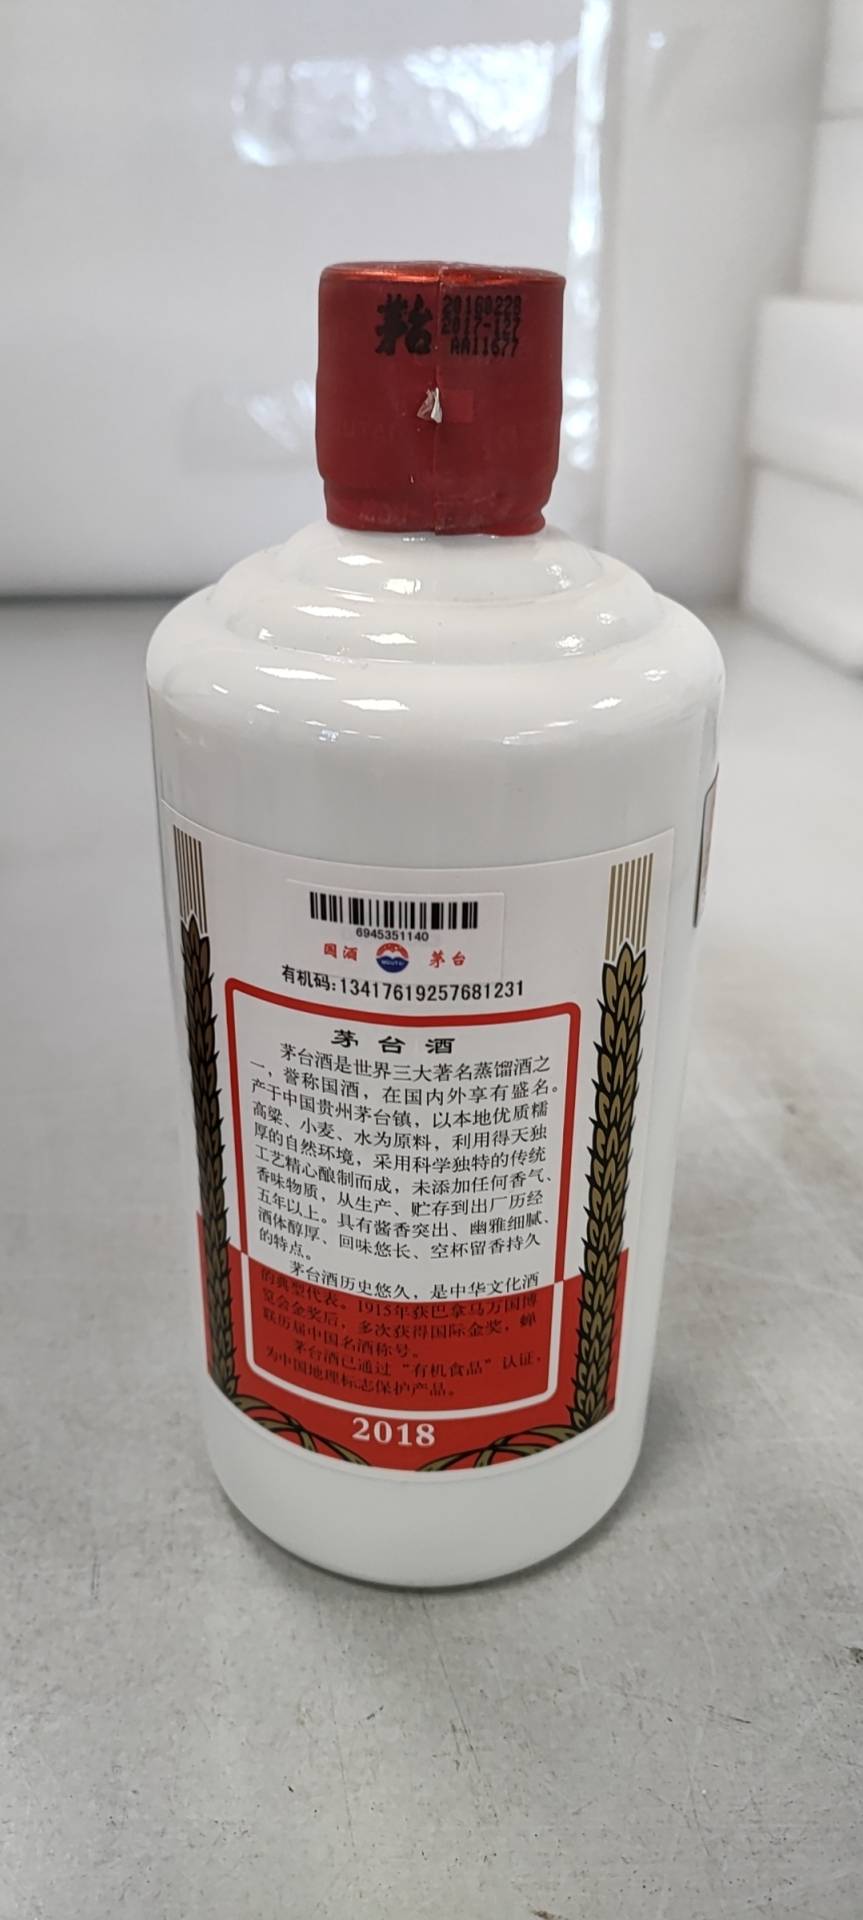 茅台
20180228
2017-127
AA11677
6945351140
国酒 MOUTAI 茅台
有机码:13417619257681231
茅台酒
茅台酒是世界三大著名蒸馏酒之
一，誉称国酒，在国内外享有盛名。
产于中国贵州茅台镇，以本地优质糯
高粱、小麦、水为原料，利用得天独
厚的自然环境，采用科学独特的传统
工艺精心酿制而成，未添加任何香气、
香味物质，从生产、贮存到出厂历经
五年以上。具有酱香突出、幽雅细腻、
酒体醇厚、回味悠长、空杯留香持久
的特点。
茅台酒历史悠久，是中华文化酒
的典型代表。1915年获巴拿马万国博
览会金奖后，多次获得国际金奖，蝉
联历届中国名酒称号。
茅台酒已通过“有机食品”认证，
为中国地理标志保护产品。
2018